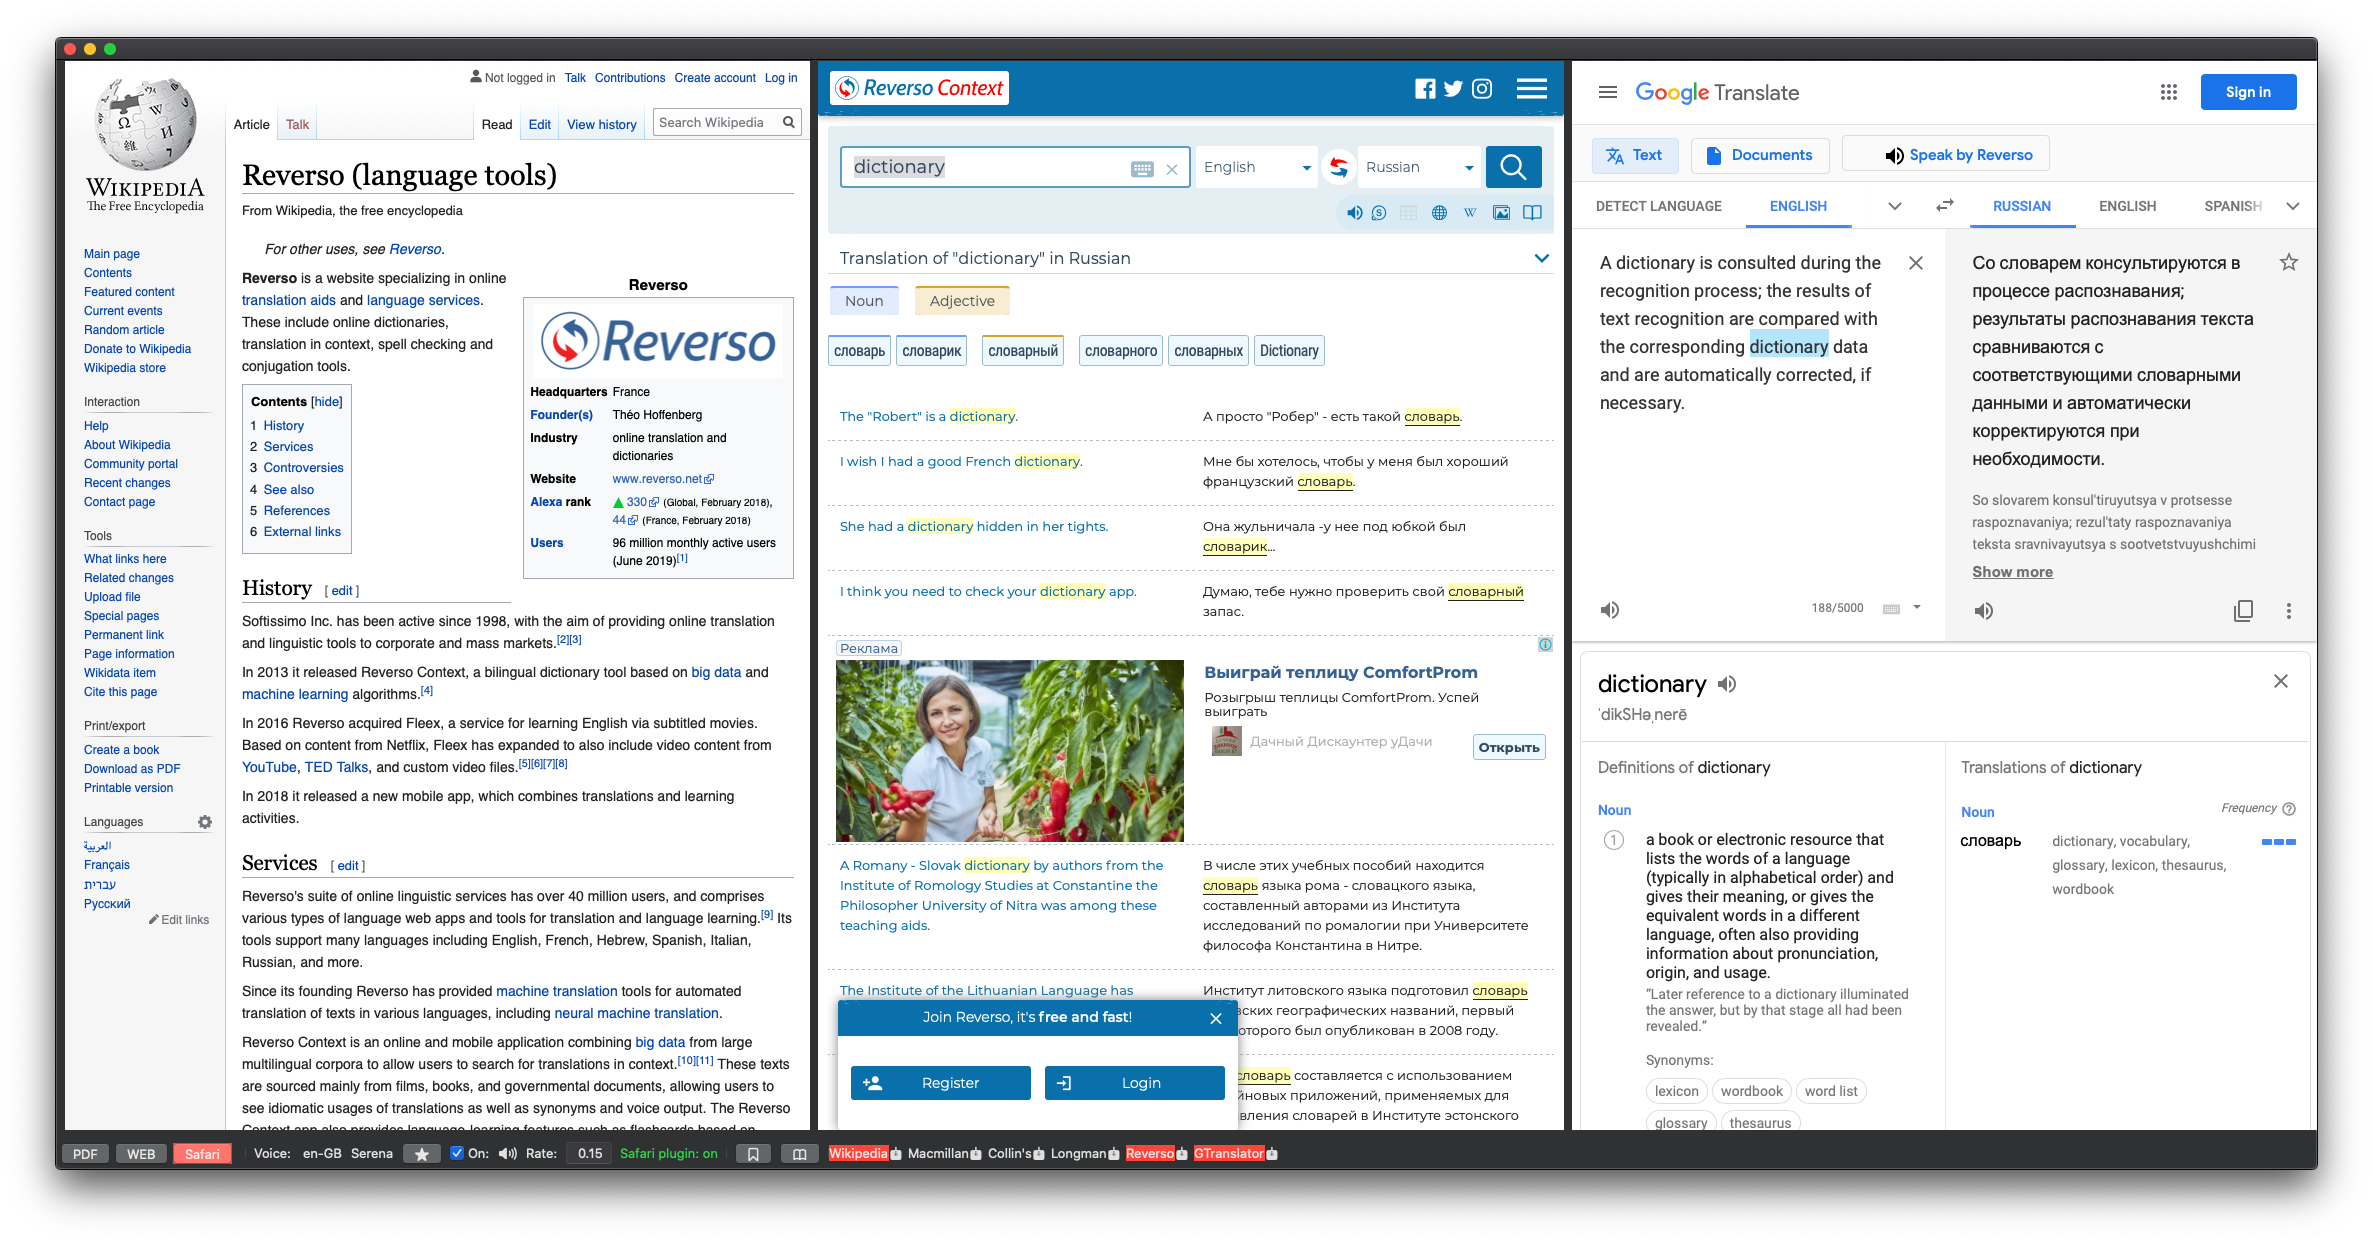 WIKIPEDIA
The Free Encyclopedia
Main page
Contents
Featured content
Current events
Random article
Donate to Wikipedia
Wikipedia store
Interaction
Help
About Wikipedia
Community portal
Recent changes
Contact page
Tools
What links here
Related changes
Upload file
Special pages
Permanent link
Page information
Wikidata item
Cite this page
Print/export
Create a book
Download as PDF
Printable version
Languages
العربية
Français
עברית
Русский
Edit links
Not logged in Talk Contributions Create account Log in
Article Talk Read Edit View history Search Wikipedia
Reverso (language tools)
From Wikipedia, the free encyclopedia
For other uses, see Reverso.
Reverso is a website specializing in online
translation aids and language services.
These include online dictionaries,
translation in context, spell checking and
conjugation tools.
Contents [hide]
1 History
2 Services
3 Controversies
4 See also
5 References
6 External links
Reverso
Reverso
Headquarters France
Founder(s) Théo Hoffenberg
Industry online translation and
dictionaries
Website www.reverso.net
Alexa rank 330 (Global, February 2018),
44 (France, February 2018)
Users 96 million monthly active users
(June 2019)[1]
History [ edit ]
Softissimo Inc. has been active since 1998, with the aim of providing online translation
and linguistic tools to corporate and mass markets.[2][3]
In 2013 it released Reverso Context, a bilingual dictionary tool based on big data and
machine learning algorithms.[4]
In 2016 Reverso acquired Fleex, a service for learning English via subtitled movies.
Based on content from Netflix, Fleex has expanded to also include video content from
YouTube, TED Talks, and custom video files.[5][6][7][8]
In 2018 it released a new mobile app, which combines translations and learning
activities.
Services [ edit ]
Reverso's suite of online linguistic services has over 40 million users, and comprises
various types of language web apps and tools for translation and language learning.[9] Its
tools support many languages including English, French, Hebrew, Spanish, Italian,
Russian, and more.
Since its founding Reverso has provided machine translation tools for automated
translation of texts in various languages, including neural machine translation.
Reverso Context is an online and mobile application combining big data from large
multilingual corpora to allow users to search for translations in context.[10][11] These texts
are sourced mainly from films, books, and governmental documents, allowing users to
see idiomatic usages of translations as well as synonyms and voice output. The Reverso
Context app also provides language-learning features such as flashcards based on
Reverso Context
dictionary English Russian
Translation of "dictionary" in Russian
Noun Adjective
словарь словарик словарный словарного словарных Dictionary
The "Robert" is a dictionary.
А просто "Робер" - есть такой словарь.
I wish I had a good French dictionary.
Мне бы хотелось, чтобы у меня был хороший
французский словарь.
She had a dictionary hidden in her tights.
Она жульничала -у нее под юбкой был
словарик...
I think you need to check your dictionary app.
Думаю, тебе нужно проверить свой словарный
запас.
Реклама
Выиграй теплицу ComfortProm
Розыгрыш теплицы ComfortProm. Успей
выиграть
Дачный Дискаунтер уДачи
Открыть
A Romany - Slovak dictionary by authors from the
Institute of Romology Studies at Constantine the
Philosopher University of Nitra was among these
teaching aids.
В числе этих учебных пособий находится
словарь языка рома - словацкого языка,
составленный авторами из Института
исследований по ромалогии при Университете
философа Константина в Нитре.
The Institute of the Lithuanian Language has
Институт литовского языка подготовил словарь
ских географических названий, первый
оторого был опубликован в 2008 году.
словарь составляется с использованием
новых приложений, применяемых для
вления словарей в Институте эстонского
Join Reverso, it's free and fast!
Register Login
Google Translate
Sign in
Text Documents Speak by Reverso
DETECT LANGUAGE ENGLISH RUSSIAN ENGLISH SPANISH
A dictionary is consulted during the
recognition process; the results of
text recognition are compared with
the corresponding dictionary data
and are automatically corrected, if
necessary.
188/5000
Со словарем консультируются в
процессе распознавания;
результаты распознавания текста
сравниваются с
соответствующими словарными
данными и автоматически
корректируются при
необходимости.
So slovarem konsul'tiruyutsya v protsesse
raspoznavaniya; rezul'taty raspoznavaniya
teksta sravnivayutsya s sootvetstvuyushchimi
Show more
dictionary
ˈdikSHəˌnerē
Definitions of dictionary
Noun
1 a book or electronic resource that
lists the words of a language
(typically in alphabetical order) and
gives their meaning, or gives the
equivalent words in a different
language, often also providing
information about pronunciation,
origin, and usage.
"Later reference to a dictionary illuminated
the answer, but by that stage all had been
revealed."
Synonyms:
lexicon wordbook word list
glossary thesaurus
Translations of dictionary
Noun Frequency
словарь dictionary, vocabulary,
glossary, lexicon, thesaurus,
wordbook
PDF WEB Safari Voice: en-GB Serena On: Rate: 0.15 Safari plugin: on Wikipedia Macmillan Collin's Longman Reverso GTranslator